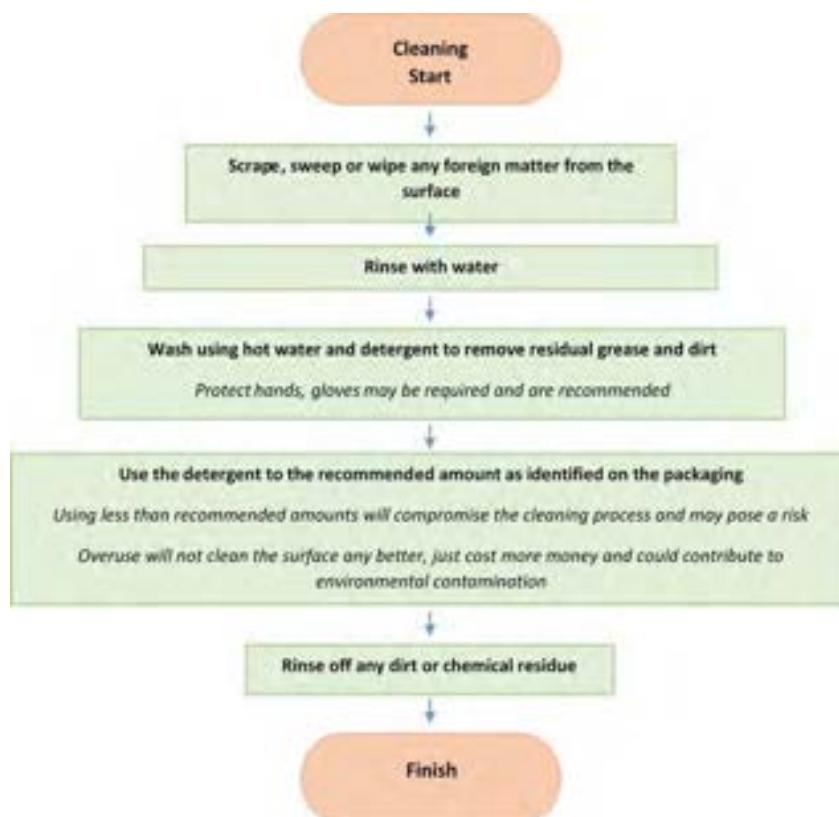 Cleaning
Start
Scrape, sweep or wipe any foreign matter from the
surface
Rinse with water
Wash using hot water and detergent to remove residual grease and dirt
Protect hands, gloves may be required and are recommended
Use the detergent to the recommended amount as identified on the packaging
Using less than recommended amounts will compromise the cleaning process and may pose a risk
Overuse will not clean the surface any better, just cost more money and could contribute to
environmental contamination
Rinse off any dirt or chemical residue
Finish